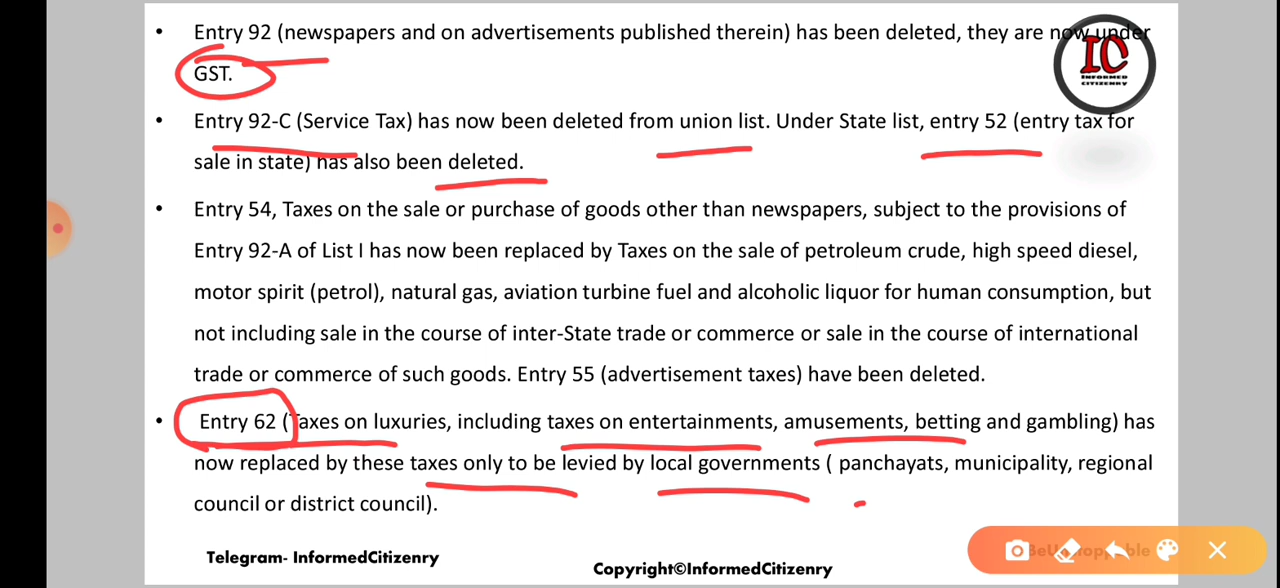 • Entry 92 (newspapers and on advertisements published therein) has been deleted, they are now under
GST.
IC
INFORMED
CITIZENRY
• Entry 92-C (Service Tax) has now been deleted from union list. Under State list, entry 52 (entry tax for
sale in state) has also been deleted.
• Entry 54, Taxes on the sale or purchase of goods other than newspapers, subject to the provisions of
Entry 92-A of List I has now been replaced by Taxes on the sale of petroleum crude, high speed diesel,
motor spirit (petrol), natural gas, aviation turbine fuel and alcoholic liquor for human consumption, but
not including sale in the course of inter-State trade or commerce or sale in the course of international
trade or commerce of such goods. Entry 55 (advertisement taxes) have been deleted.
• Entry 62 (Taxes on luxuries, including taxes on entertainments, amusements, betting and gambling) has
now replaced by these taxes only to be levied by local governments ( panchayats, municipality, regional
council or district council).
Telegram- InformedCitizenry
Copyright©InformedCitizenry